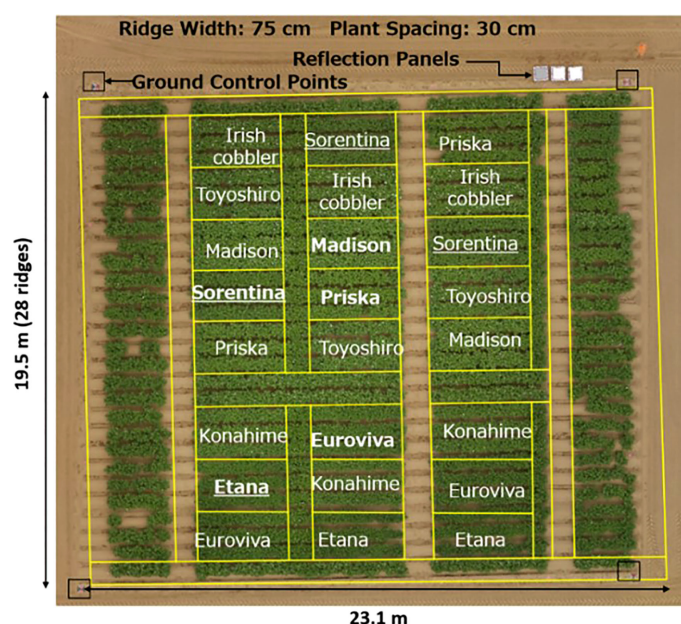 Ridge Width: 75 cm Plant Spacing: 30 cm
Reflection Panels
Ground Control Points
Irish cobbler
Sorentina
Priska
Toyoshiro
Irish cobbler
Irish cobbler
Madison
Madison
Sorentina
Sorentina
Priska
Toyoshiro
Priska
Toyoshiro
Madison
Konahime
Euroviva
Konahime
Etana
Konahime
Euroviva
Euroviva
Etana
Etana
19.5 m (28 ridges)
23.1 m